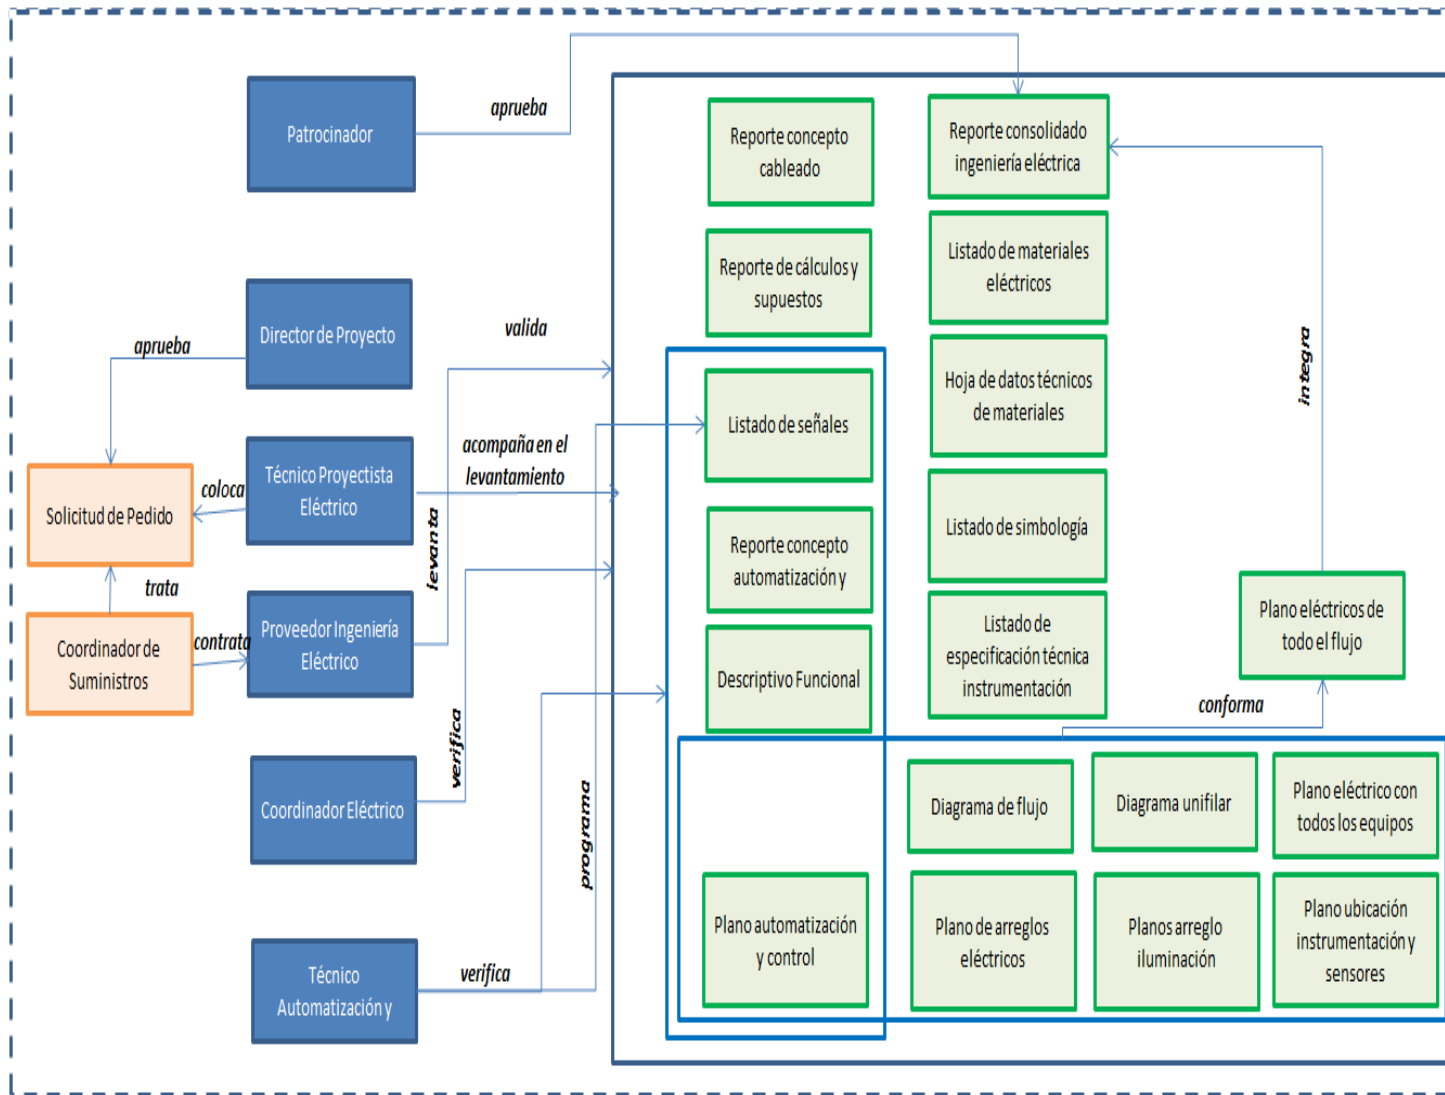 aprueba
Patrocinador
Reporte concepto
cableado
Reporte consolidado
ingeniería eléctrica
Reporte de cálculos y
supuestos
Listado de materiales
eléctricos
Director de Proyecto
aprueba
valida
integra
Hoja de datos técnicos
de materiales
Listado de señales
acompaña en el
levantamiento
Técnico Proyectista
Eléctrico
coloca
Solicitud de Pedido
levanta
Listado de simbología
Reporte concepto
automatización y
trata
Coordinador de
Suministros
contrata
Proveedor Ingeniería
Eléctrico
Listado de
especificación técnica
instrumentación
Plano eléctricos de
todo el flujo
Descriptivo Funcional
conforma
verifica
Coordinador Eléctrico
programa
Diagrama de flujo
Diagrama unifilar
Plano eléctrico con
todos los equipos
Plano automatización
y control
Plano de arreglos
eléctricos
Planos arreglo
iluminación
Plano ubicación
instrumentación y
sensores
Técnico
Automatización y
verifica